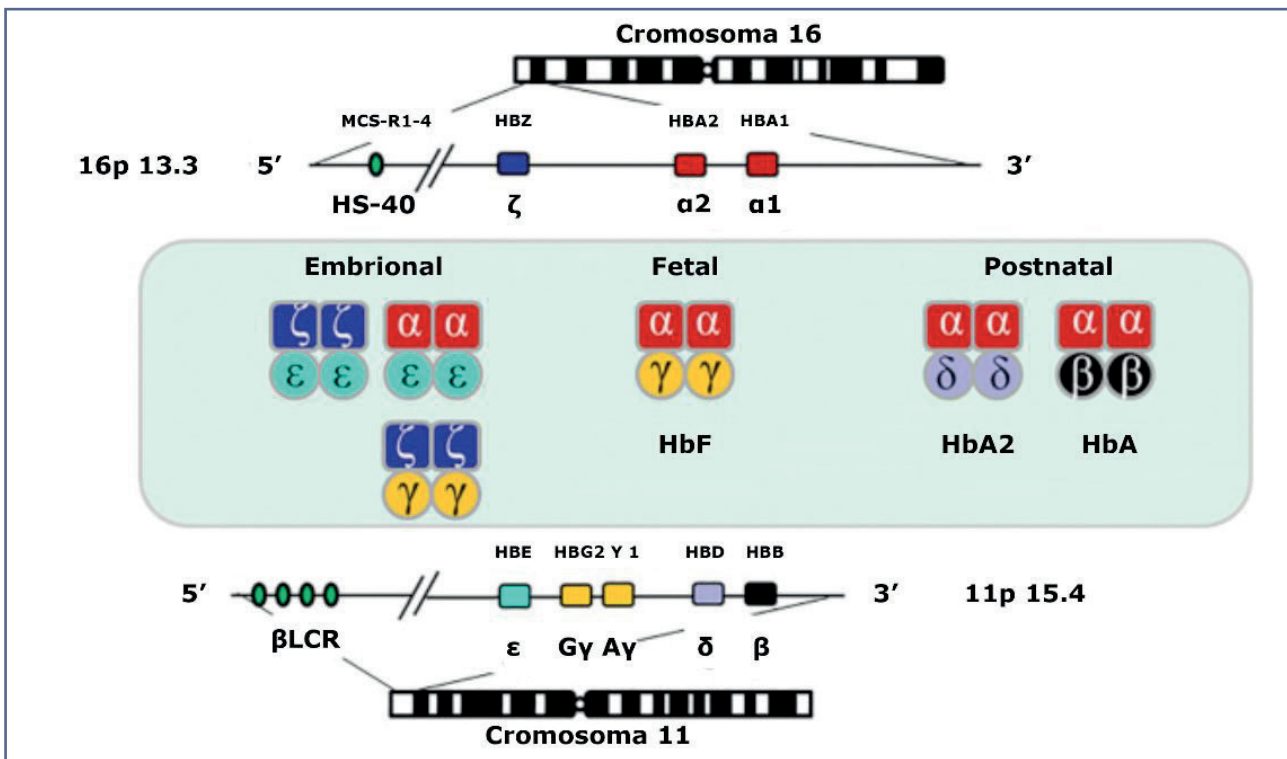 Cromosoma 16
MCS-R1-4 HBZ HBA2 HBA1
16p 13.3 5′ 3′
HS-40 ζ α2 α1
Embrional Fetal Postnatal
ζ ζ α α α α α α α α
ε ε ε ε γ γ δ δ β β
ζ ζ HbF HbA2 HbA
γ γ
HBE HBG2 Y 1 HBD HBB
5′ 3′ 11p 15.4
βLCR ε Gγ Aγ δ β
Cromosoma 11